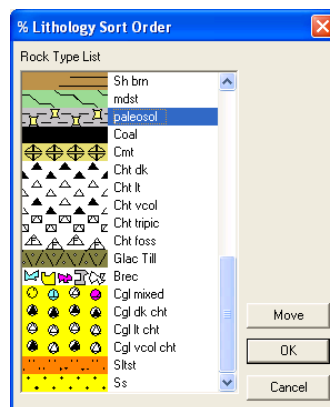 % Lithology Sort Order
Rock Type List
Sh brn
mdst
paleosol
Coal
Cmt
Cht dk
Cht lt
Cht vcol
Cht tripic
Cht foss
Glac Till
Brec
Cgl mixed
Cgl dk cht
Cgl lt cht
Cgl vcol cht
Sltst
Ss
Move
OK
Cancel